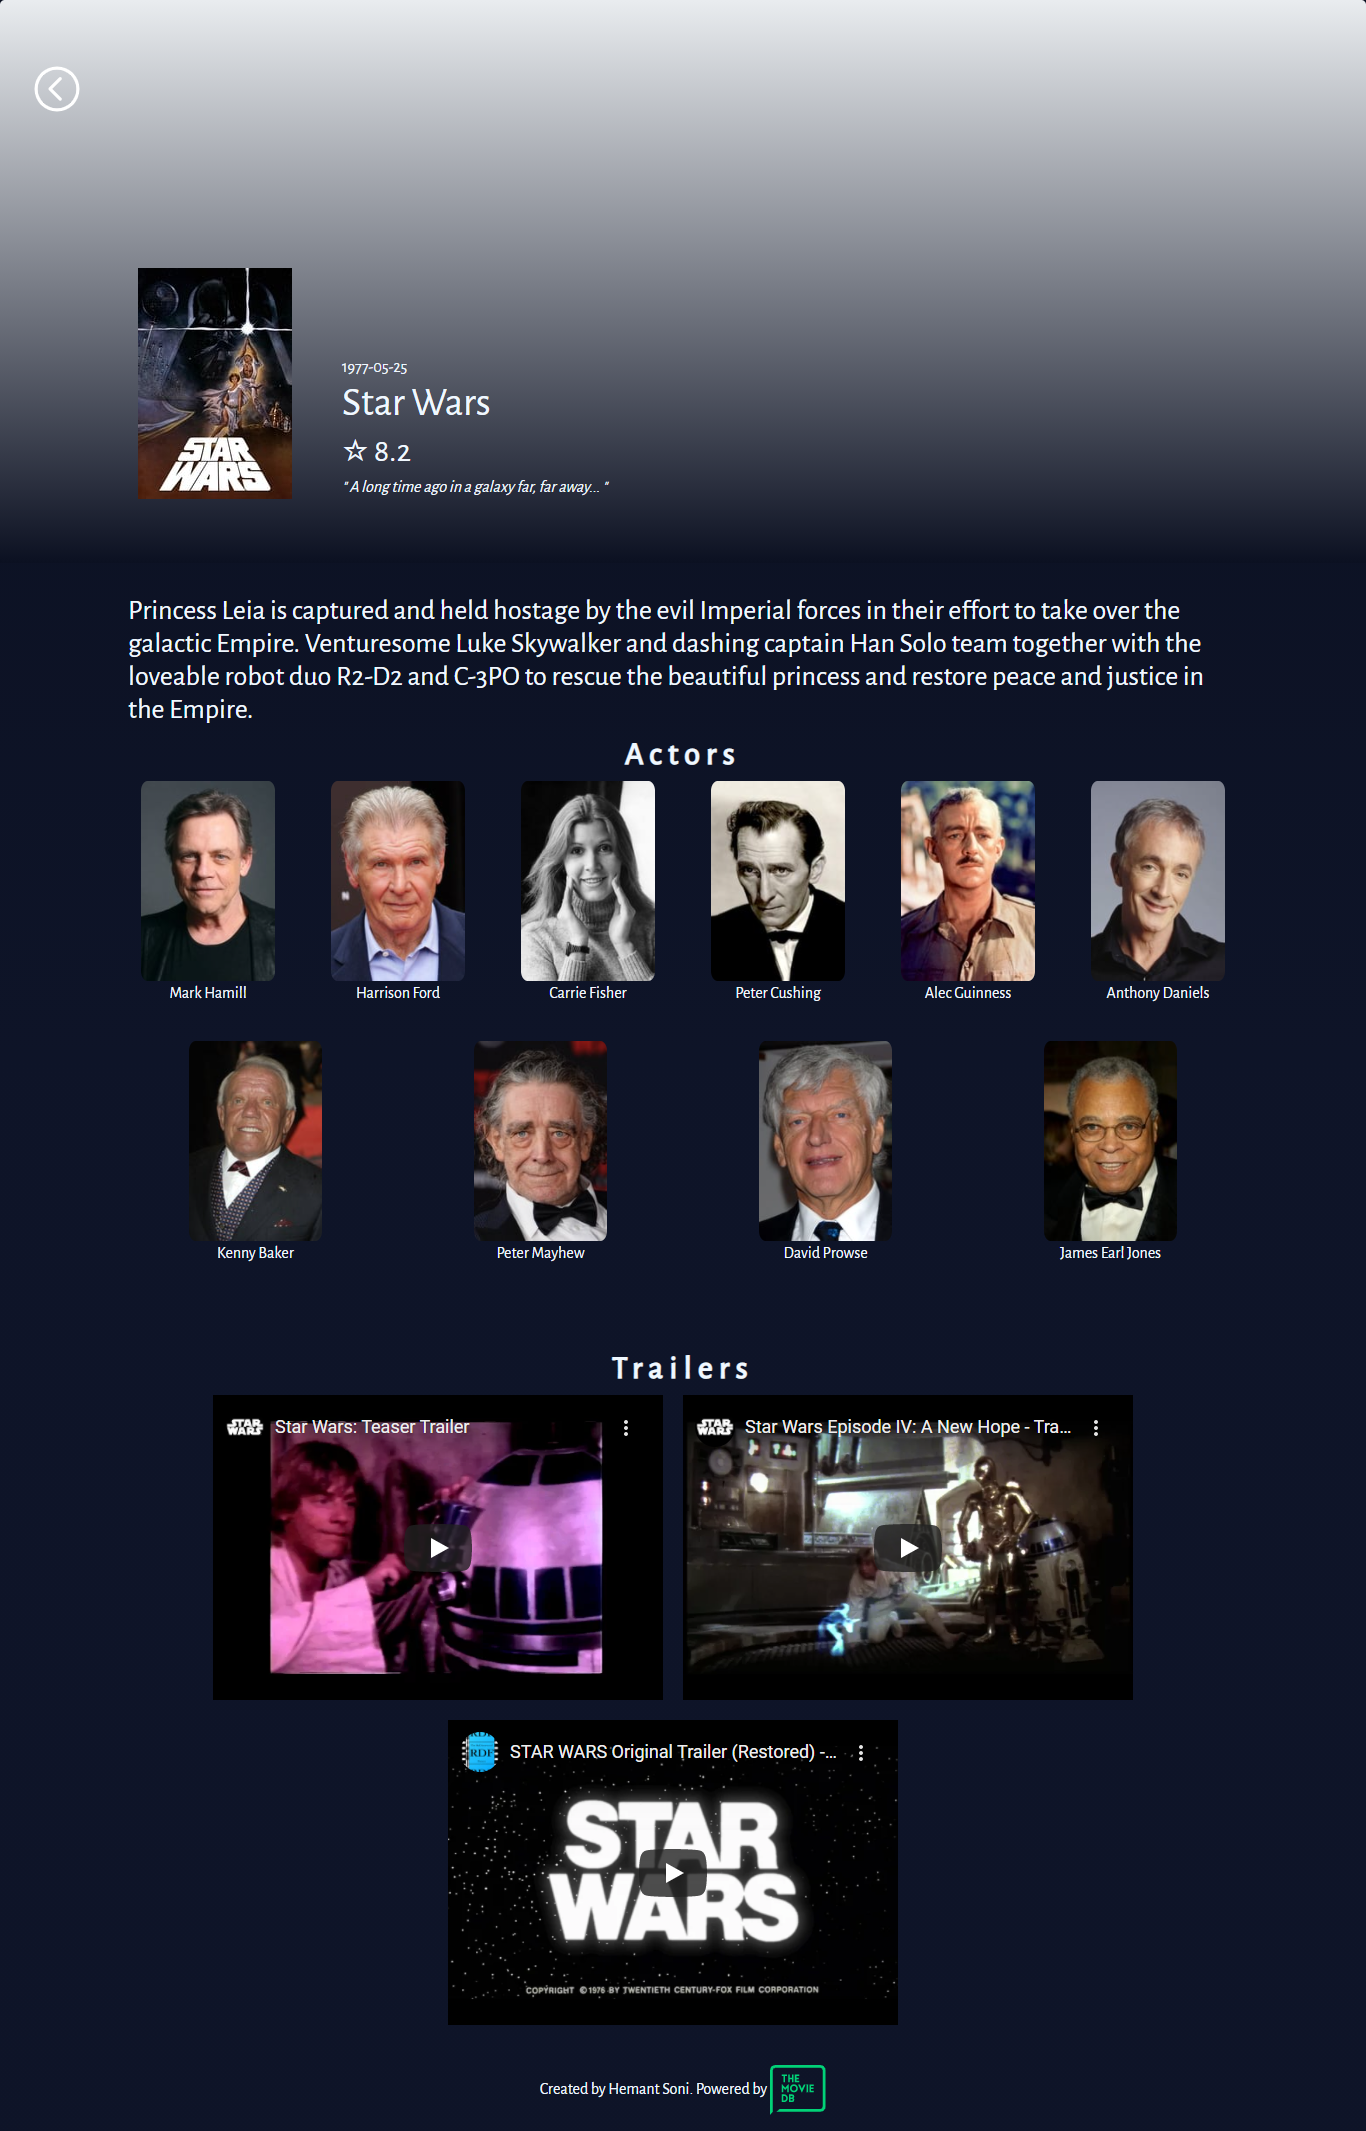 STAR
WARS
1977-05-25
Star Wars
☆ 8.2
" A long time ago in a galaxy far, far away... "
Princess Leia is captured and held hostage by the evil Imperial forces in their effort to take over the
galactic Empire. Venturesome Luke Skywalker and dashing captain Han Solo team together with the
loveable robot duo R2-D2 and C-3PO to rescue the beautiful princess and restore peace and justice in
the Empire.
Actors
Mark Hamill
Harrison Ford
Carrie Fisher
Peter Cushing
Alec Guinness
Anthony Daniels
Kenny Baker
Peter Mayhew
David Prowse
James Earl Jones
Trailers
STAR
WARS
Star Wars: Teaser Trailer
STAR
WARS
Star Wars Episode IV: A New Hope - Tra...
RDF
STAR WARS Original Trailer (Restored) -...
STAR
WARS
COPYRIGHT © 1976 BY TWENTIETH CENTURY-FOX FILM CORPORATION
Created by Hemant Soni. Powered by
THE
MOVIE
DB